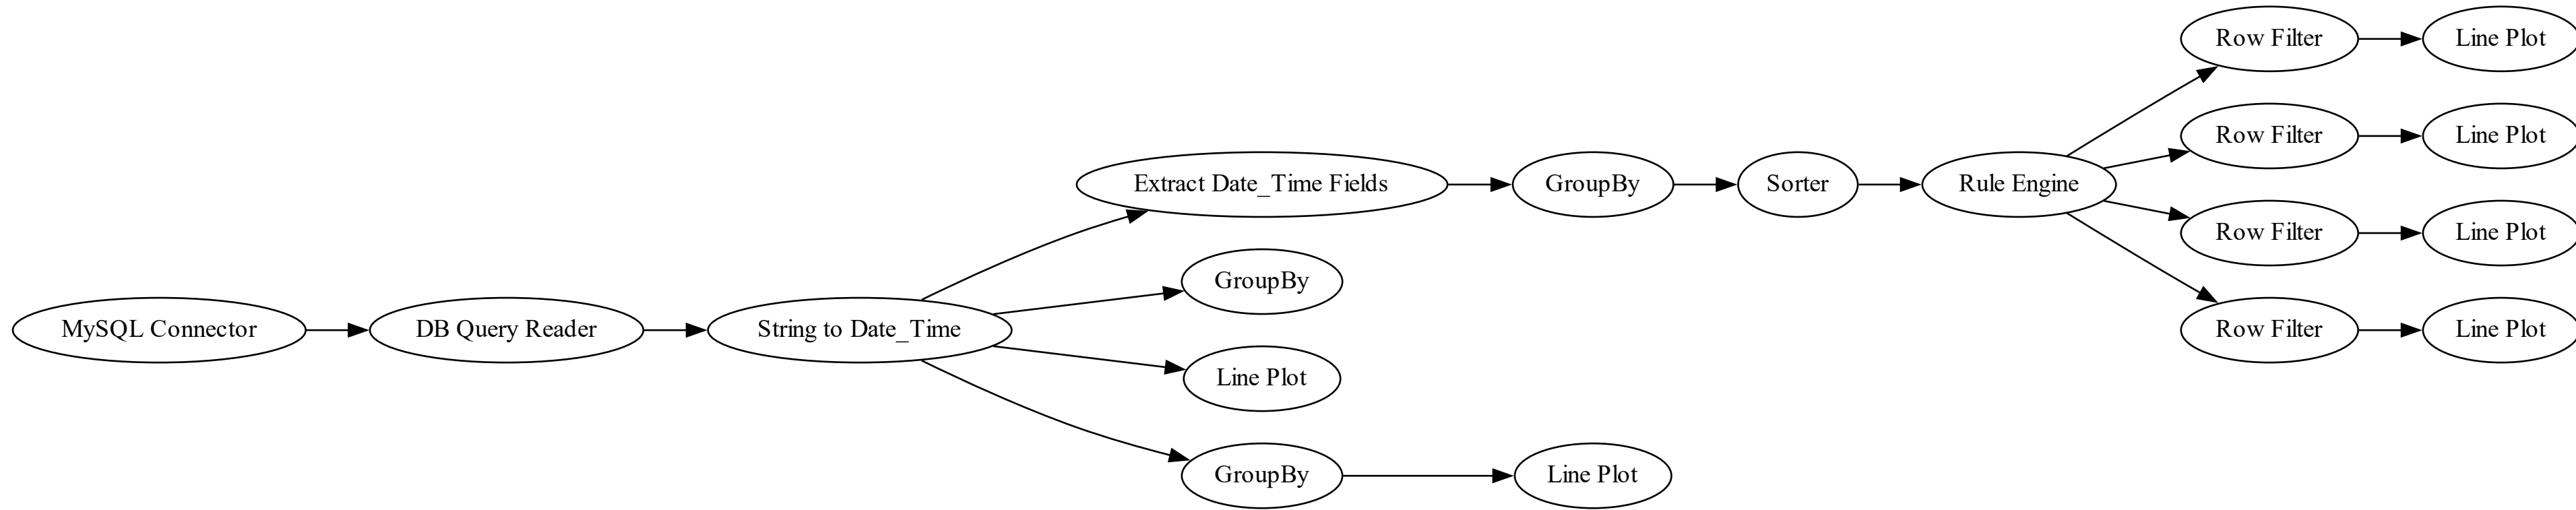 Row Filter
Line Plot
Row Filter
Line Plot
Extract Date_Time Fields
GroupBy
Sorter
Rule Engine
Row Filter
Line Plot
GroupBy
MySQL Connector
DB Query Reader
String to Date_Time
Row Filter
Line Plot
Line Plot
GroupBy
Line Plot